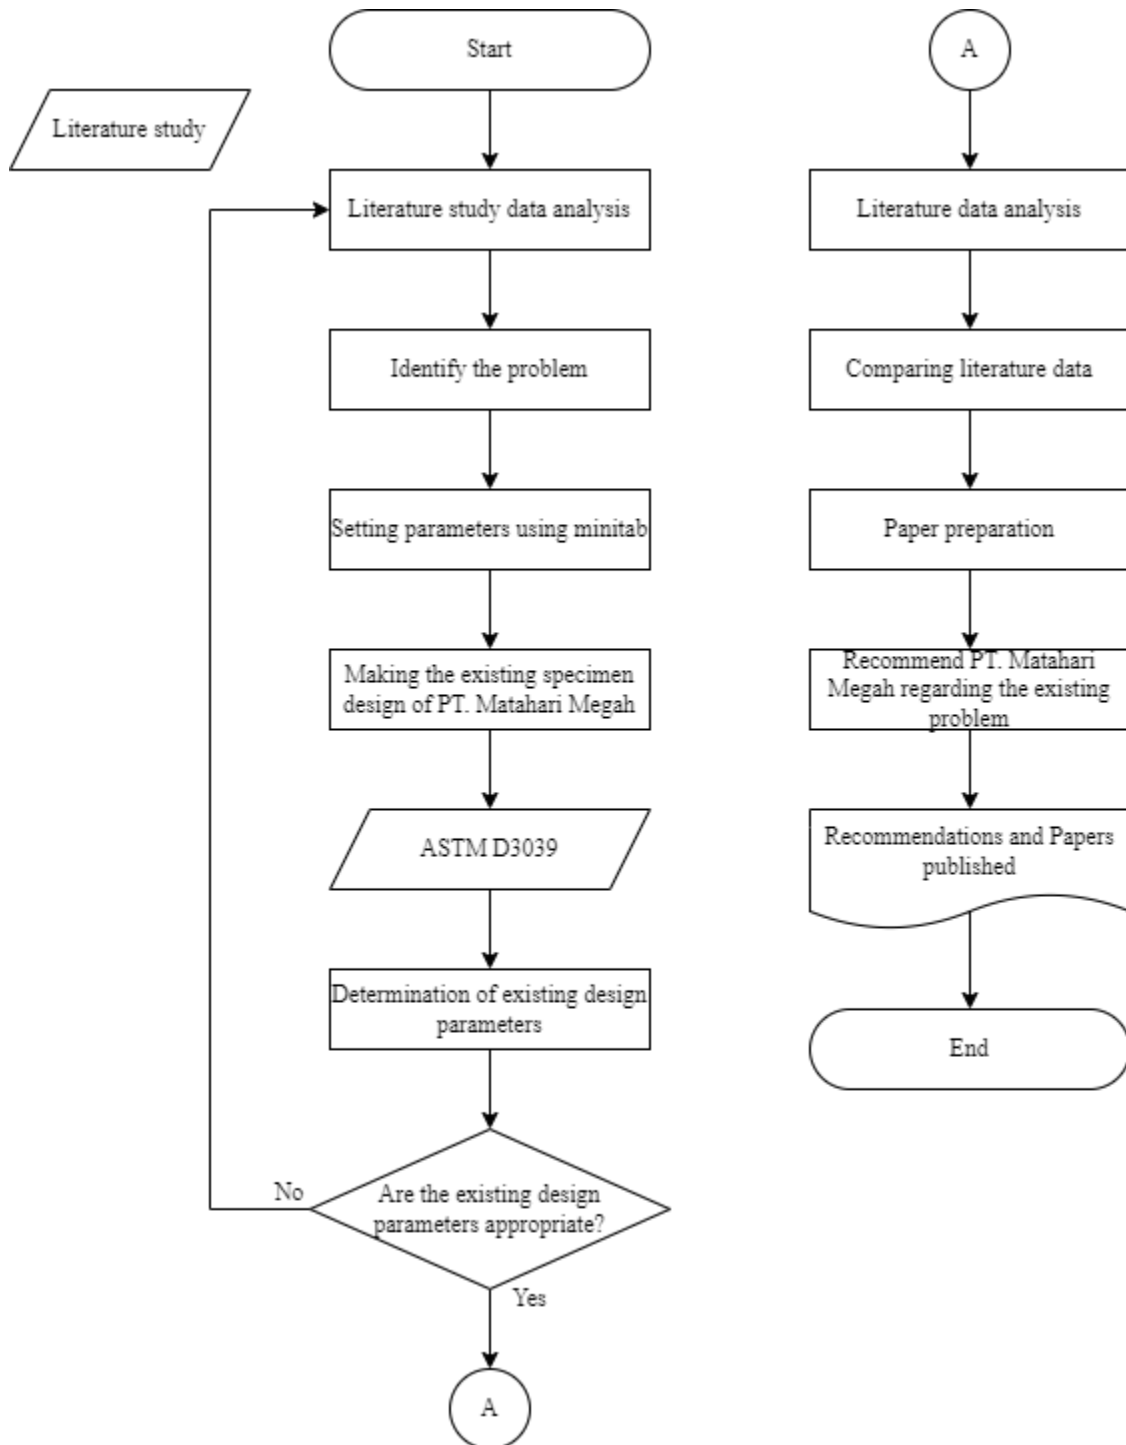 Start
Literature study
Literature study data analysis
Identify the problem
Setting parameters using minitab
Making the existing specimen
design of PT. Matahari Megah
ASTM D3039
Determination of existing design
parameters
Are the existing design
parameters appropriate?
No
Yes
A
A
Literature data analysis
Comparing literature data
Paper preparation
Recommend PT. Matahari
Megah regarding the existing
problem
Recommendations and Papers
published
End